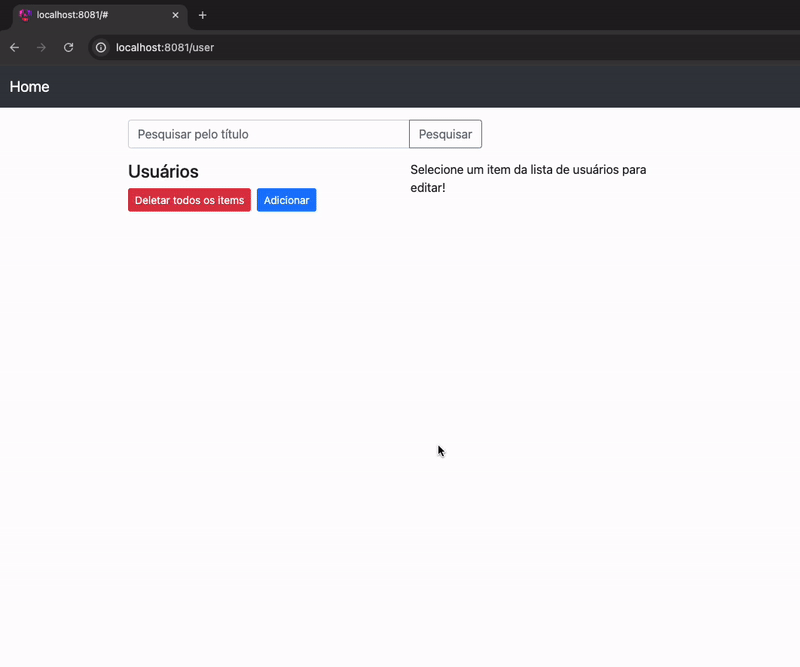 localhost:8081/#
localhost:8081/user
Home
Pesquisar pelo título
Pesquisar
Usuários
Deletar todos os items
Adicionar
Selecione um item da lista de usuários para
editar!